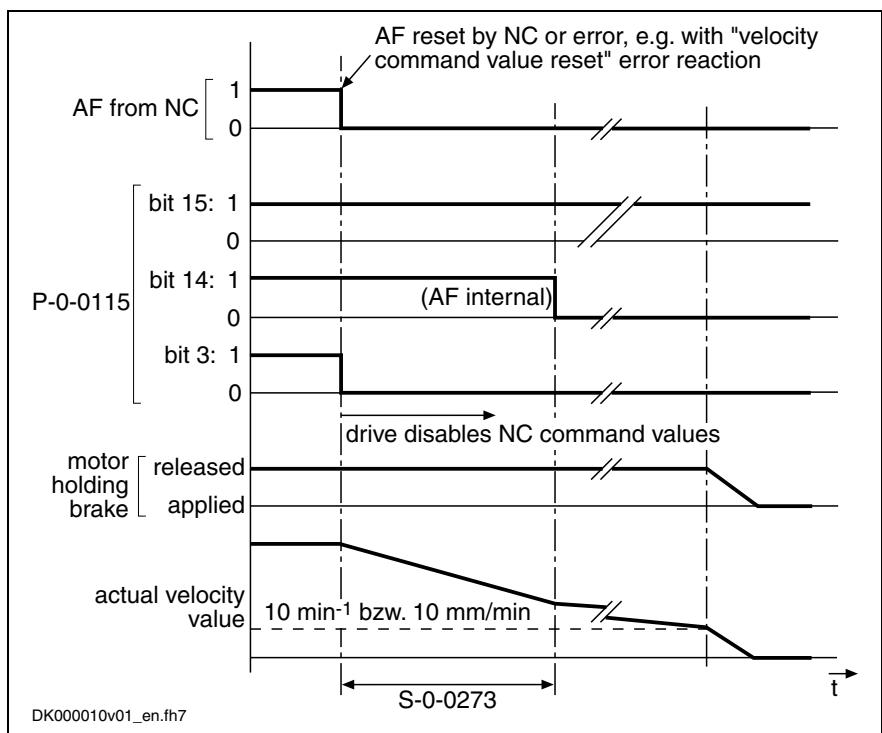 AF reset by NC or error, e.g. with "velocity
command value reset" error reaction
AF from NC
1
0
P-0-0115
bit 15: 1
0
bit 14: 1
(AF internal)
0
bit 3: 1
0
drive disables NC command values
motor
holding
brake
released
applied
actual velocity
value
10 min-1 bzw. 10 mm/min
t
S-0-0273
DK000010v01_en.fh7